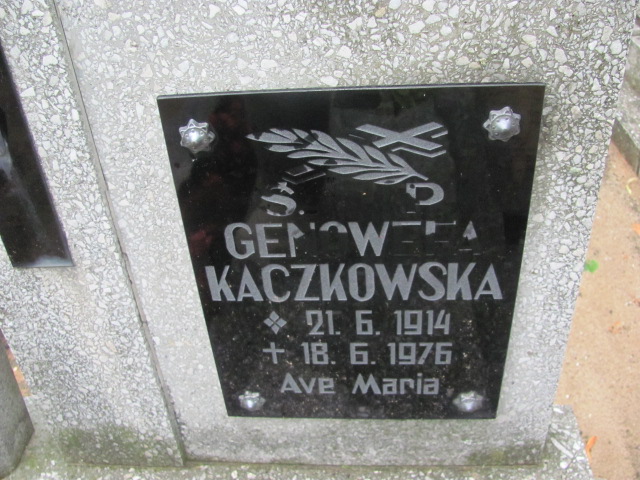 Ś. P
GENOWEFA
KACZKOWSKA
21. 6. 1914
18. 6. 1976
Ave Maria